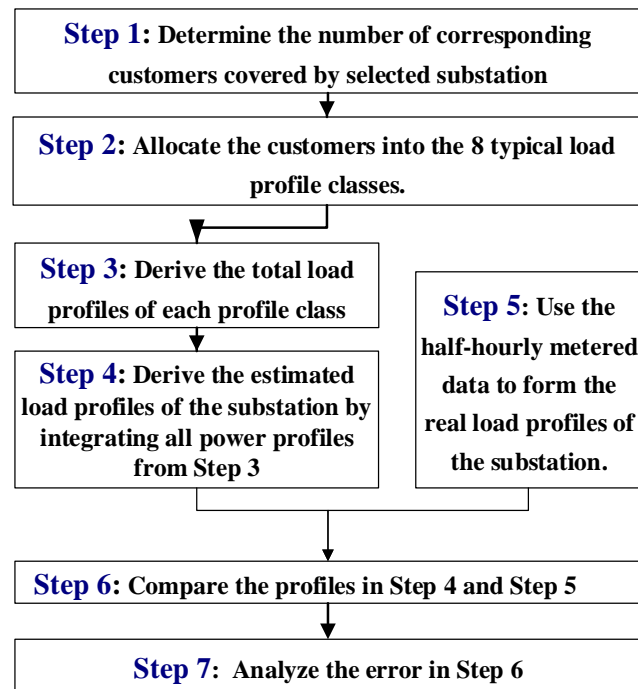 Step 1: Determine the number of corresponding
customers covered by selected substation
Step 2: Allocate the customers into the 8 typical load
profile classes.
Step 3: Derive the total load
profiles of each profile class
Step 4: Derive the estimated
load profiles of the substation by
integrating all power profiles
from Step 3
Step 5: Use the
half-hourly metered
data to form the
real load profiles of
the substation.
Step 6: Compare the profiles in Step 4 and Step 5
Step 7: Analyze the error in Step 6